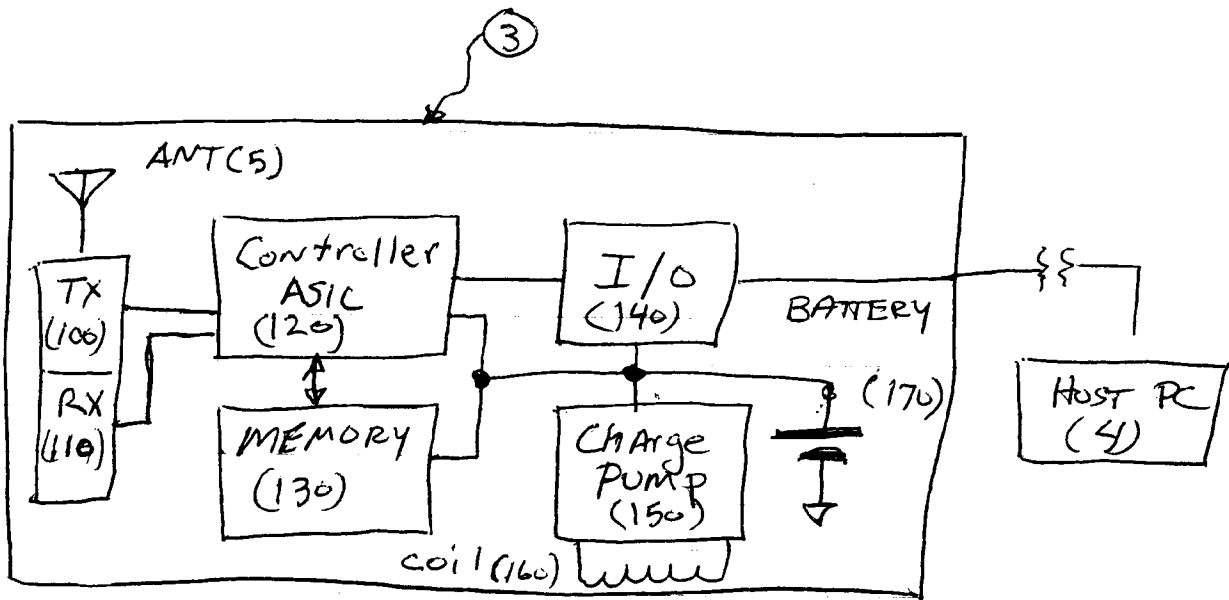 3
ANT(5)
TX
(100)
RX
(110)
Controller
ASIC
(120)
MEMORY
(130)
I/O
(140)
BATTERY
(170)
Charge
PUMP
(150)
coil(160)
HOST PC
(4)